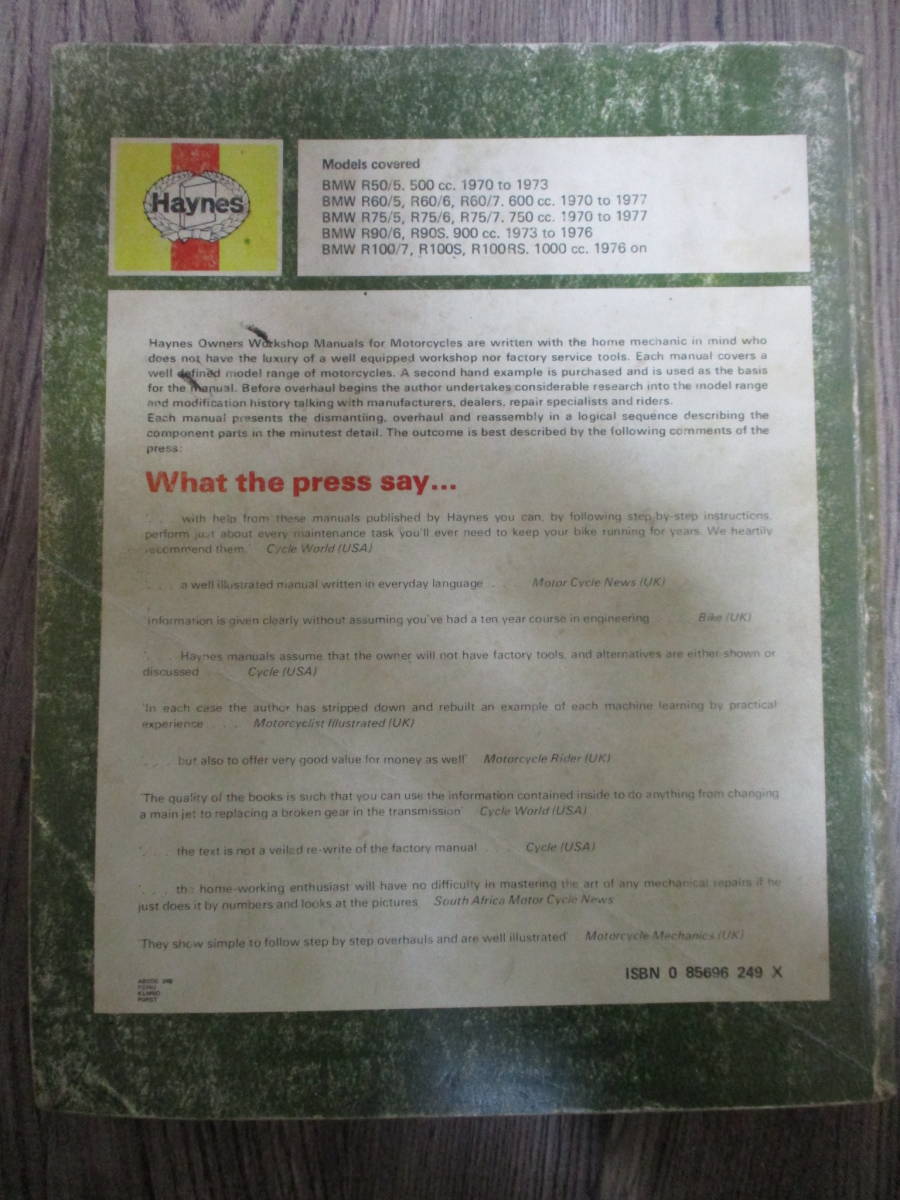 Haynes
Models covered
BMW R50/5. 500 cc. 1970 to 1973
BMW R60/5, R60/6, R60/7. 600 cc. 1970 to 1977
BMW R75/5, R75/6, R75/7. 750 cc. 1970 to 1977
BMW R90/6, R90S. 900 cc. 1973 to 1976
BMW R100/7, R100S, R100RS. 1000 cc. 1976 on
Haynes Owners Workshop Manuals for Motorcycles are written with the home mechanic in mind who
does not have the luxury of a well equipped workshop nor factory service tools. Each manual covers a
well defined model range of motorcycles. A second hand example is purchased and is used as the basis
for the manual. Before overhaul begins the author undertakes considerable research into the model range
and modification history talking with manufacturers, dealers, repair specialists and riders.
Each manual presents the dismantling, overhaul and reassembly in a logical sequence describing the
component parts in the minutest detail. The outcome is best described by the following comments of the
press:
What the press say...
'. . . with help from these manuals published by Haynes you can, by following step-by-step instructions,
perform just about every maintenance task you'll ever need to keep your bike running for years. We heartily
recommend them.' Cycle World (USA)
'. . . a well illustrated manual written in everyday language . . .' Motor Cycle News (UK)
'Information is given clearly without assuming you've had a ten year course in engineering . . .' Bike (UK)
'. . . Haynes manuals assume that the owner will not have factory tools, and alternatives are either shown or
discussed . . .' Cycle (USA)
'In each case the author has stripped down and rebuilt an example of each machine learning by practical
experience . . .' Motorcyclist Illustrated (UK)
'. . . but also to offer very good value for money as well' Motorcycle Rider (UK)
'The quality of the books is such that you can use the information contained inside to do anything from changing
a main jet to replacing a broken gear in the transmission' Cycle World (USA)
'. . . the text is not a veiled re-write of the factory manual . . .' Cycle (USA)
'. . . the home-working enthusiast will have no difficulty in mastering the art of any mechanical repairs if he
just does it by numbers and looks at the pictures' South Africa Motor Cycle News
'They show simple to follow step by step overhauls and are well illustrated' Motorcycle Mechanics (UK)
ISBN 0 85696 249 X